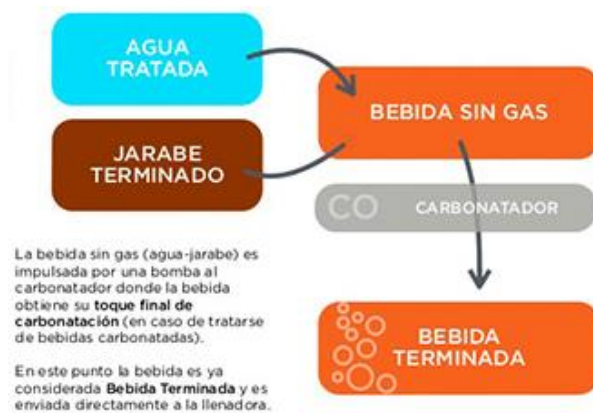 AGUA
TRATADA
BEBIDA SIN GAS
JARABE
TERMINADO
CO
CARBONATADOR
La bebida sin gas (agua-jarabe) es
impulsada por una bomba al
carbonatador donde la bebida
obtiene su toque final de
carbonatación (en caso de tratarse
de bebidas carbonatadas).
En este punto la bebida es ya
considerada Bebida Terminada y es
enviada directamente a la llenadora.
BEBIDA
TERMINADA